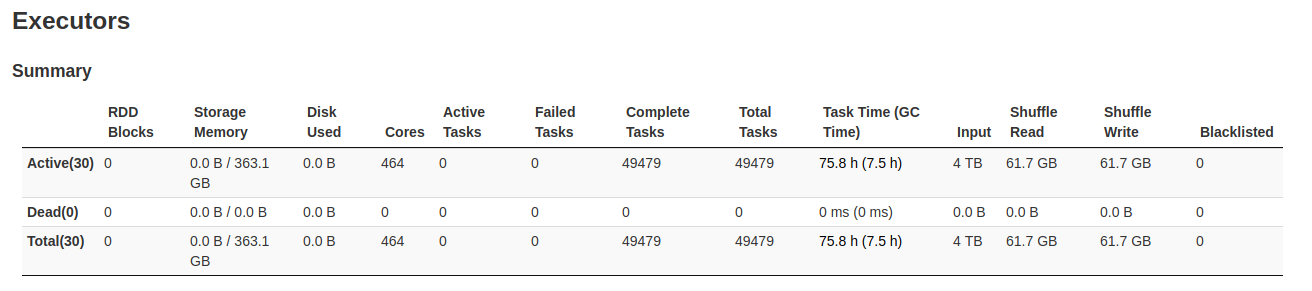 Executors
Summary
RDD Storage Disk Active Failed Complete Total Task Time (GC Shuffle Shuffle
Blocks Memory Used Cores Tasks Tasks Tasks Tasks Time) Input Read Write Blacklisted
Active(30) 0 0.0 B / 363.1 0.0 B 464 0 0 49479 49479 75.8 h (7.5 h) 4 TB 61.7 GB 61.7 GB 0
GB
Dead(0) 0 0.0 B / 0.0 B 0.0 B 0 0 0 0 0 0 ms (0 ms) 0.0 B 0.0 B 0.0 B 0
Total(30) 0 0.0 B / 363.1 0.0 B 464 0 0 49479 49479 75.8 h (7.5 h) 4 TB 61.7 GB 61.7 GB 0
GB